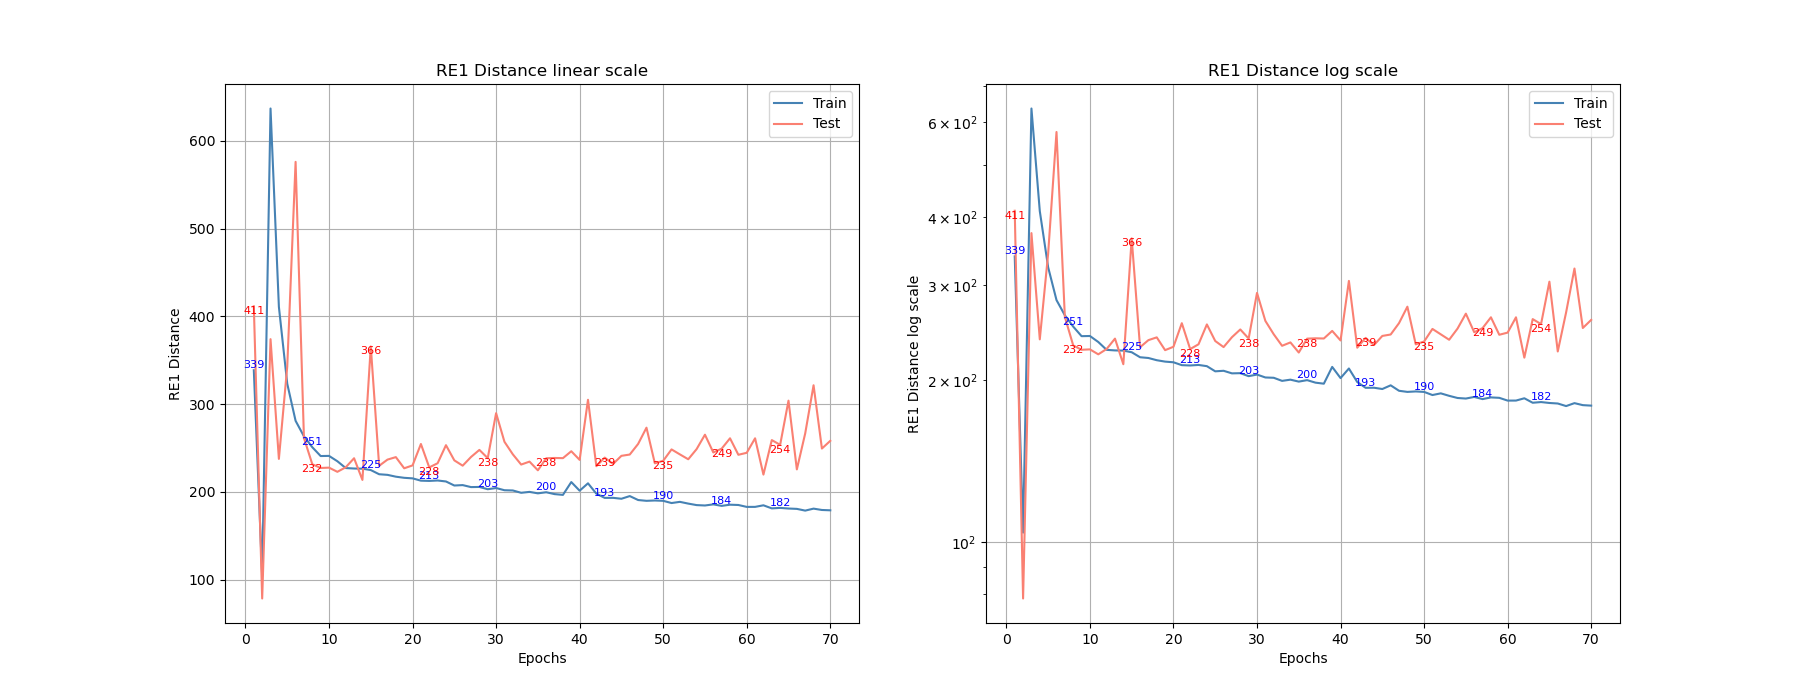 RE1 Distance linear scale
Train
Test
600
500
400
300
200
100
RE1 Distance
411
339
251
232
366
225
228
213
238
203
238
200
239
193
235
190
249
184
254
182
0 10 20 30 40 50 60 70
Epochs
RE1 Distance log scale
Train
Test
6 × 10²
4 × 10²
3 × 10²
2 × 10²
10²
RE1 Distance log scale
411
339
251
232
366
225
228
213
238
203
238
200
239
193
235
190
249
184
254
182
0 10 20 30 40 50 60 70
Epochs